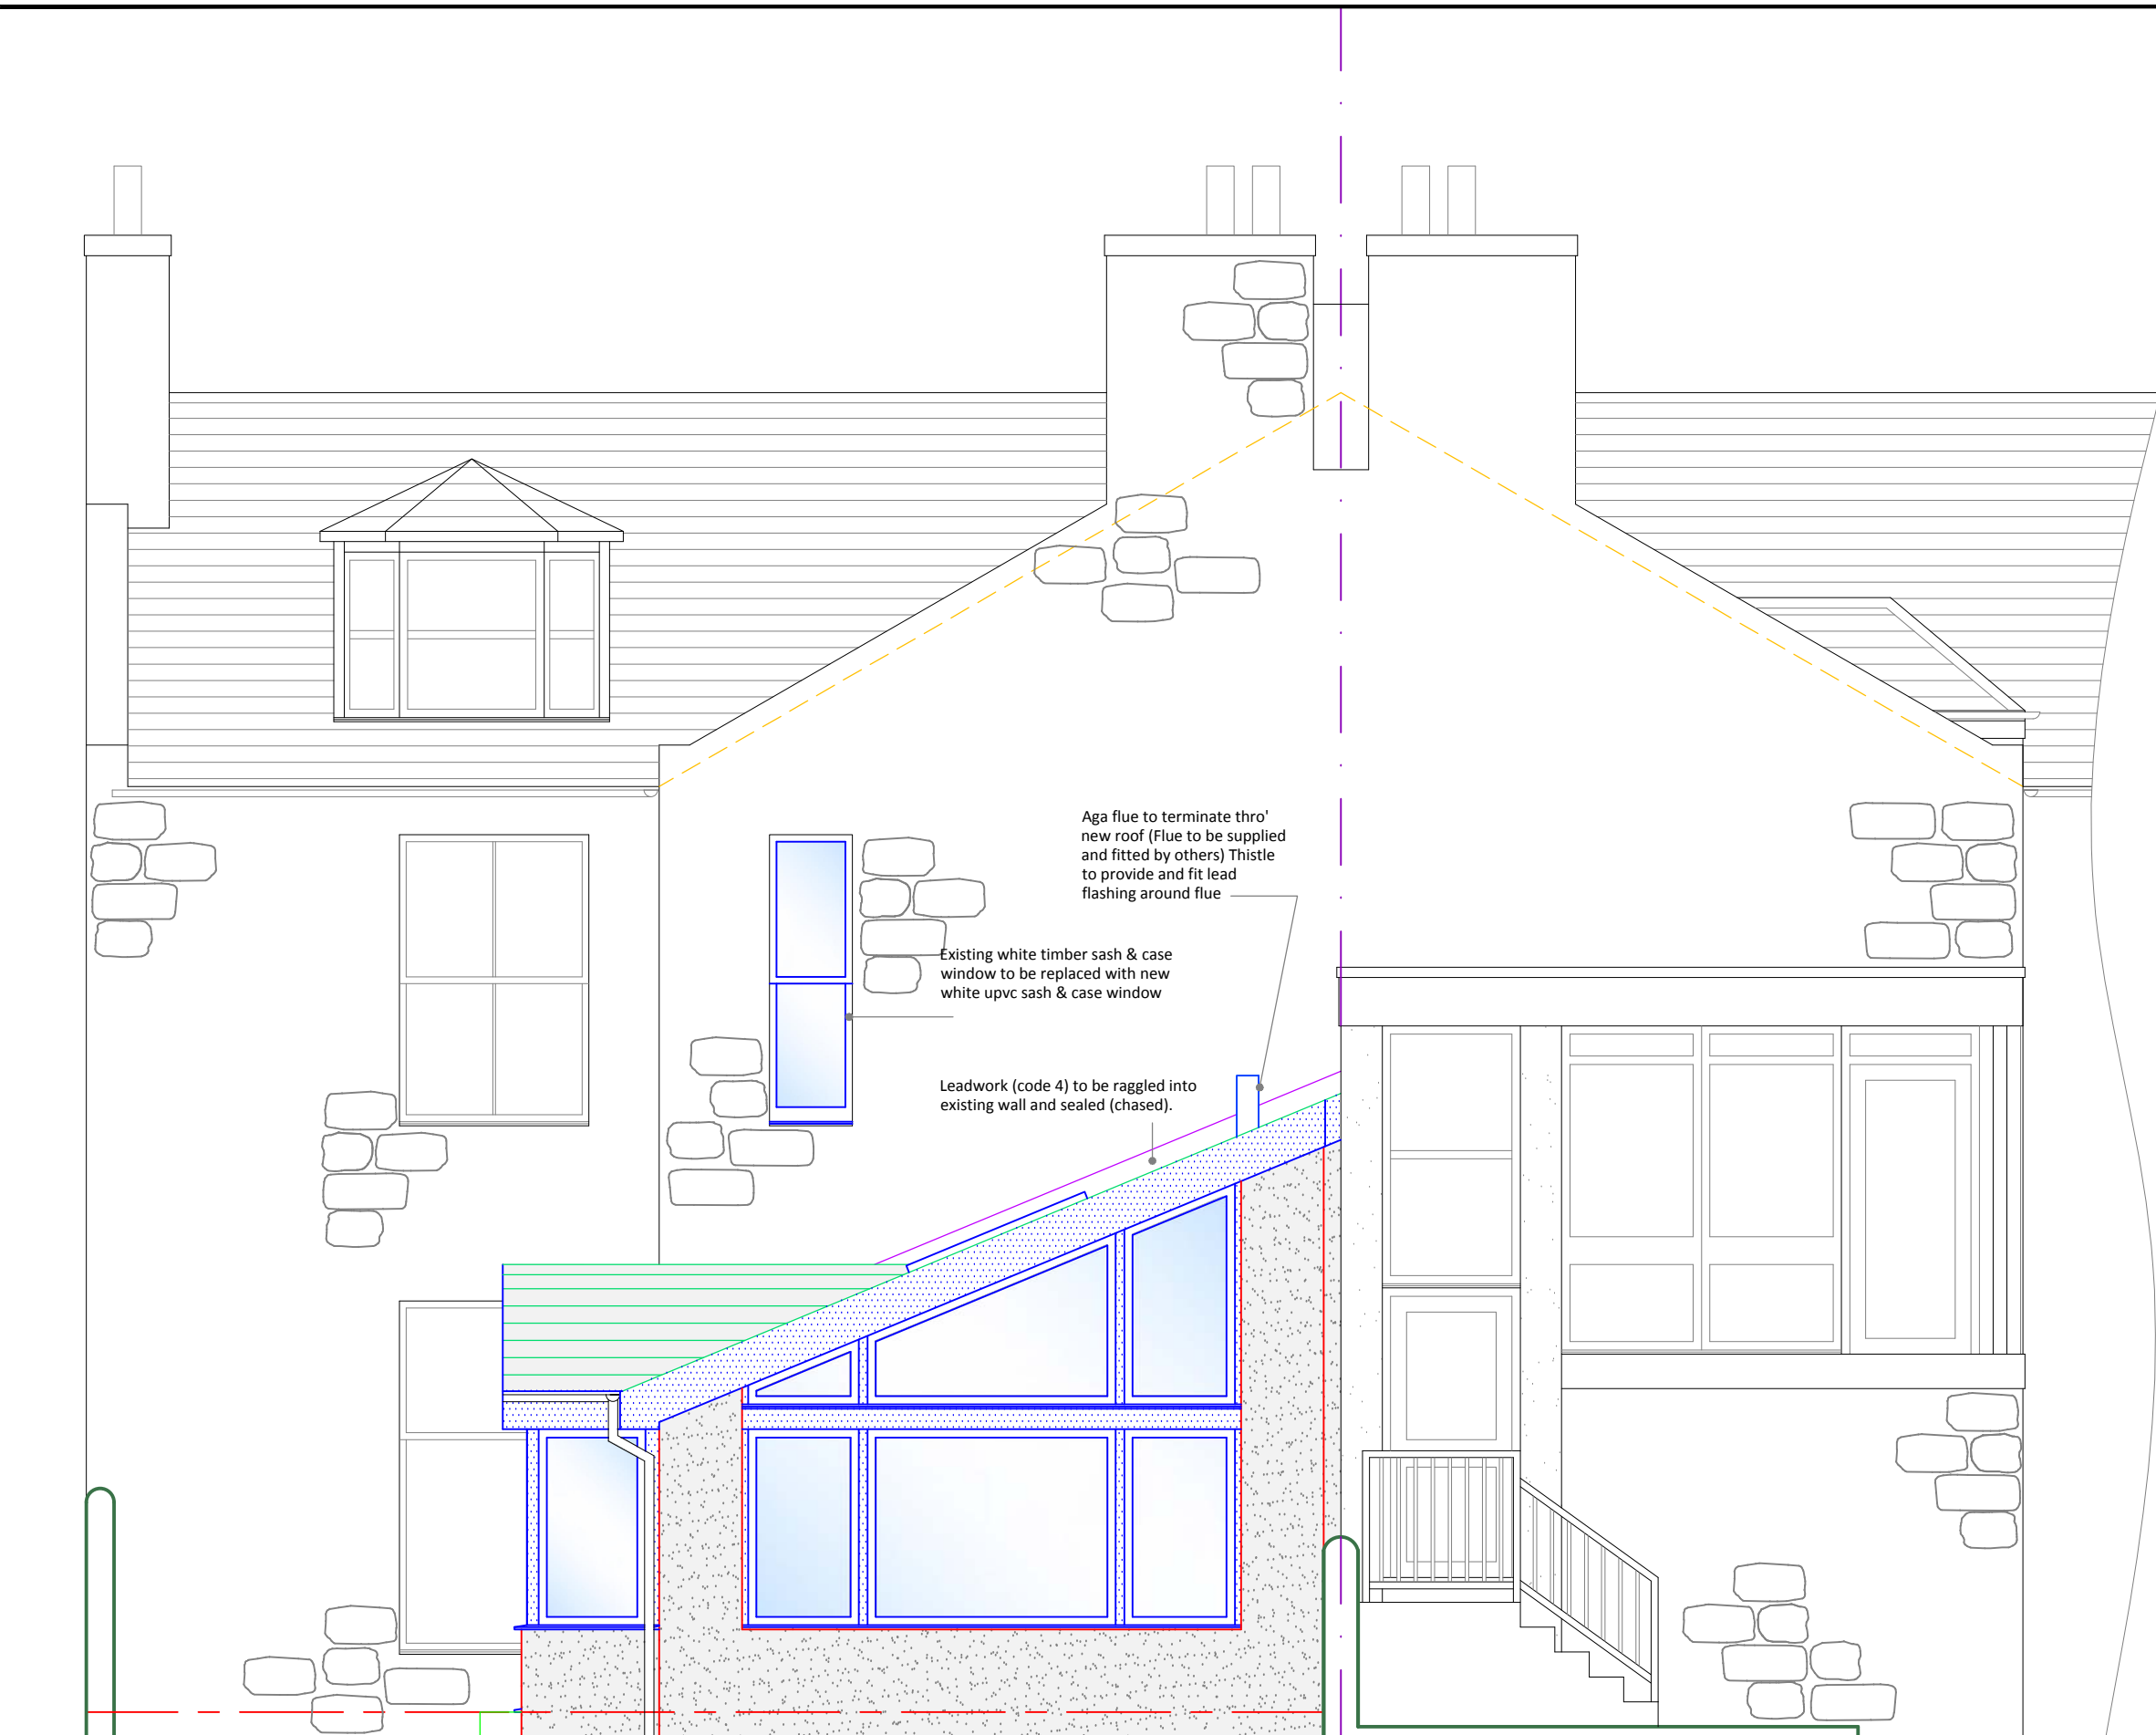 Aga flue to terminate thro'
new roof (Flue to be supplied
and fitted by others) Thistle
to provide and fit lead
flashing around flue
Existing white timber sash & case
window to be replaced with new
white upvc sash & case window
Leadwork (code 4) to be raggled into
existing wall and sealed (chased).